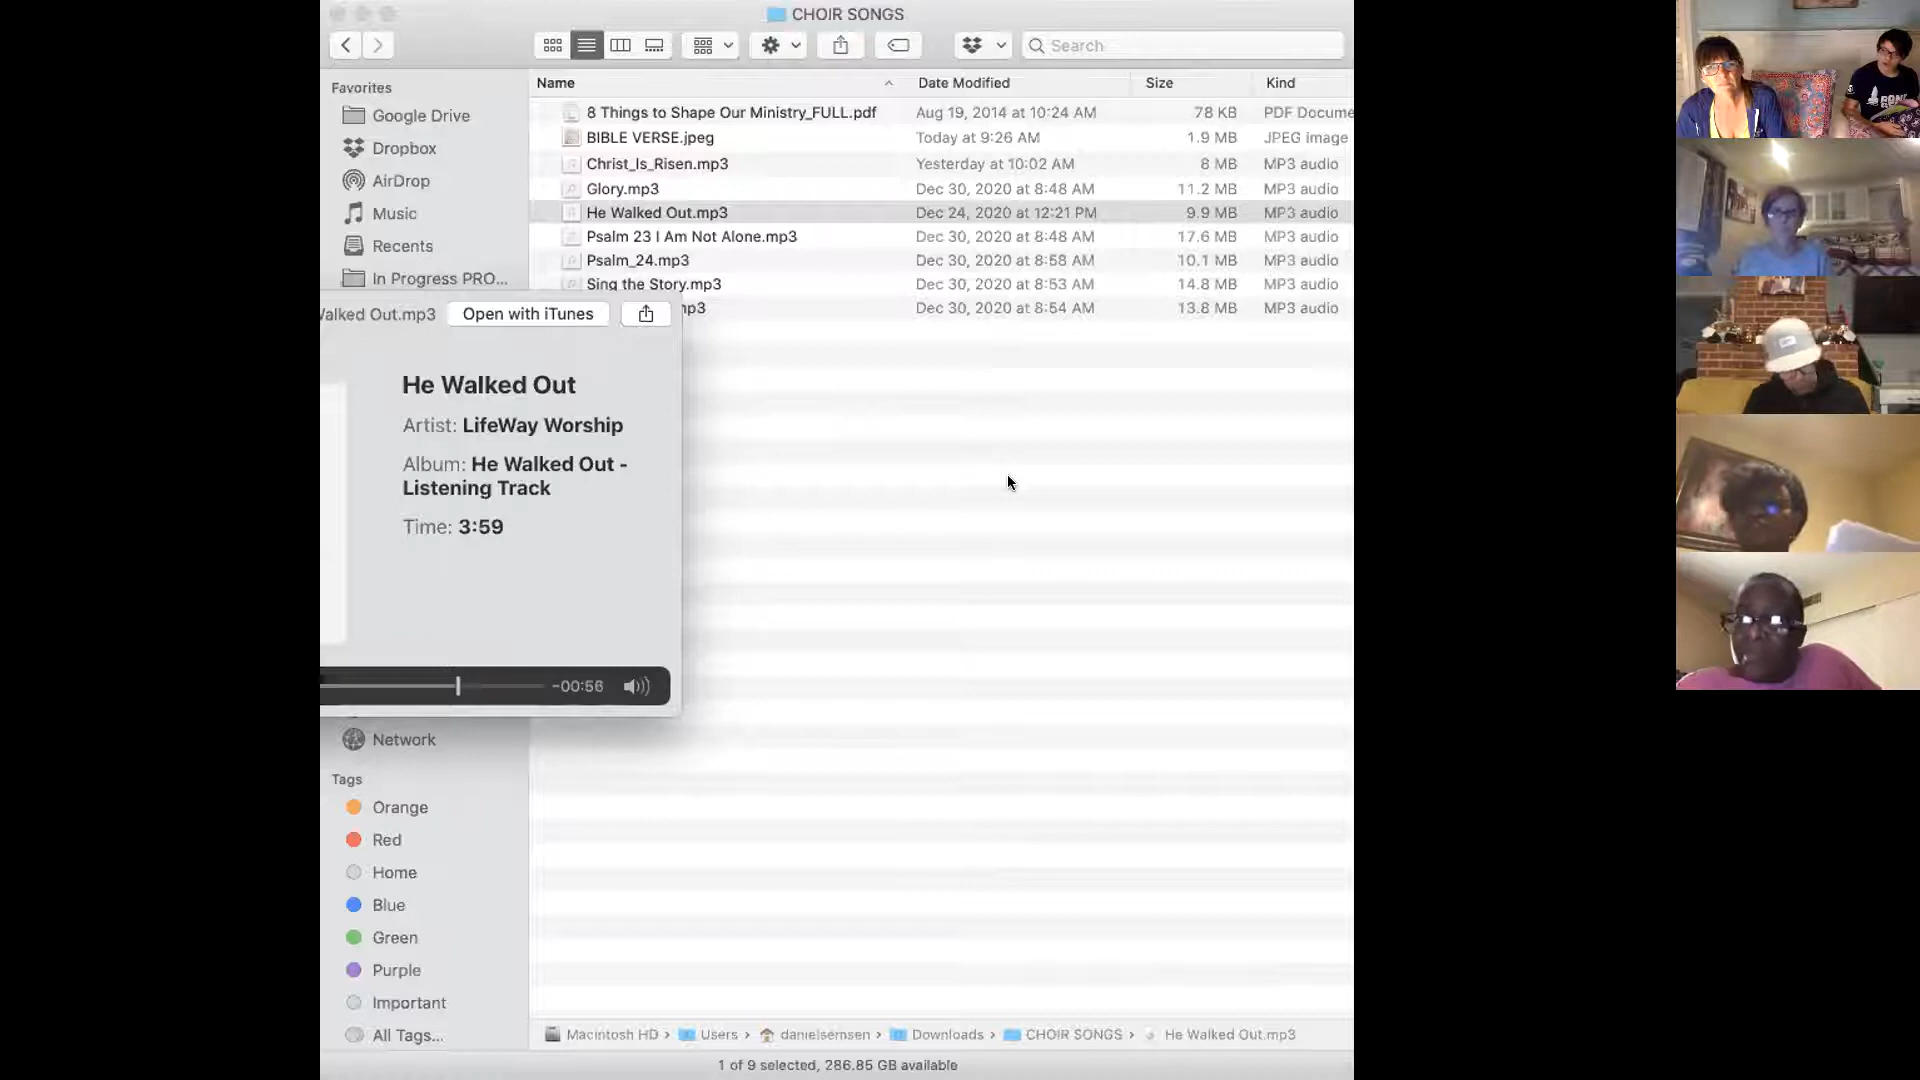 CHOIR SONGS
Search
Favorites
Google Drive
Dropbox
AirDrop
Music
Recents
In Progress PRO...
Name Date Modified Size Kind
8 Things to Shape Our Ministry_FULL.pdf Aug 19, 2014 at 10:24 AM 78 KB PDF Docume
BIBLE VERSE.jpeg Today at 9:26 AM 1.9 MB JPEG image
Christ_Is_Risen.mp3 Yesterday at 10:02 AM 8 MB MP3 audio
Glory.mp3 Dec 30, 2020 at 8:48 AM 11.2 MB MP3 audio
He Walked Out.mp3 Dec 24, 2020 at 12:21 PM 9.9 MB MP3 audio
Psalm 23 I Am Not Alone.mp3 Dec 30, 2020 at 8:48 AM 17.6 MB MP3 audio
Psalm_24.mp3 Dec 30, 2020 at 8:58 AM 10.1 MB MP3 audio
Sing the Story.mp3 Dec 30, 2020 at 8:53 AM 14.8 MB MP3 audio
mp3 Dec 30, 2020 at 8:54 AM 13.8 MB MP3 audio
Walked Out.mp3 Open with iTunes
He Walked Out
Artist: LifeWay Worship
Album: He Walked Out -
Listening Track
Time: 3:59
-00:56
Network
Tags
Orange
Red
Home
Blue
Green
Purple
Important
All Tags...
Macintosh HD › Users › danielsemsen › Downloads › CHOIR SONGS › He Walked Out.mp3
1 of 9 selected, 286.85 GB available